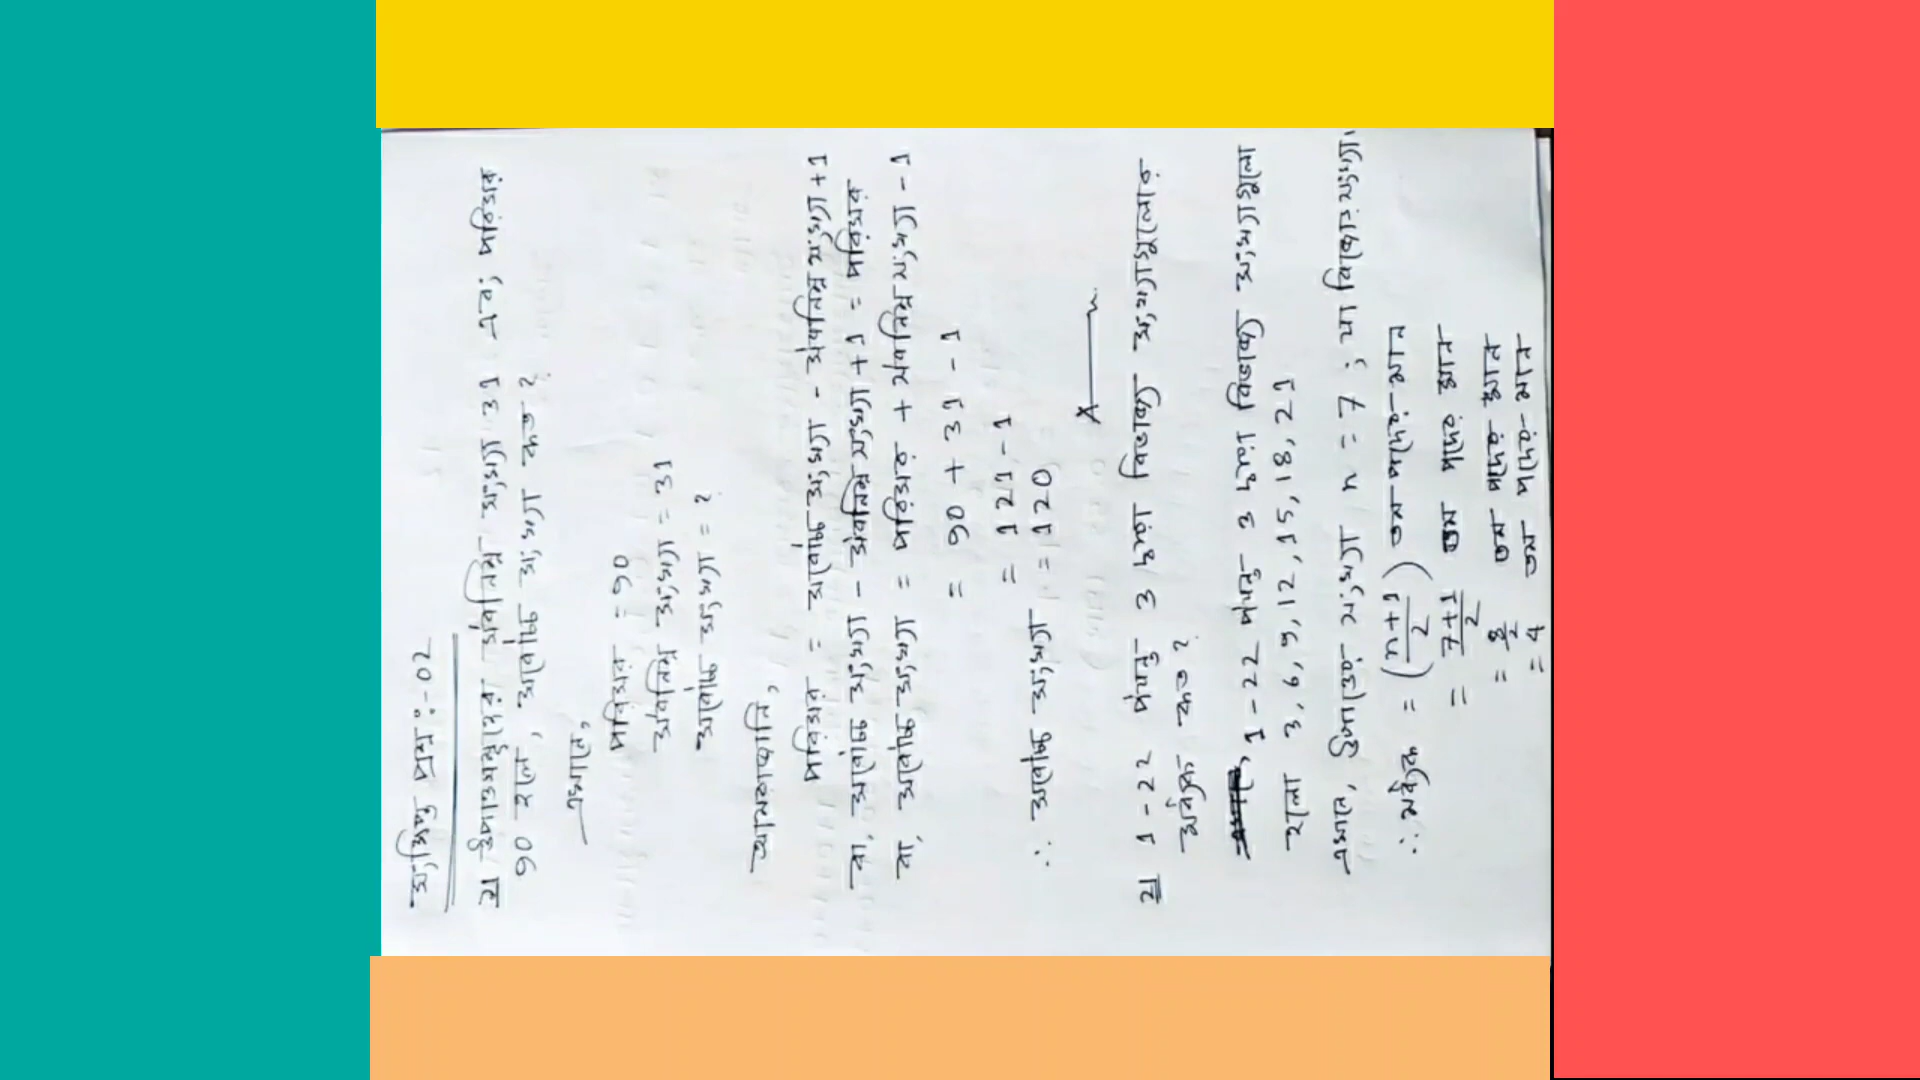 সংক্ষিপ্ত প্রশ্ন :- 02
১। উপাত্তসমূহের সর্বনিম্ন সংখ্যা 31 এবং পরিসর
90 হলে, সর্বোচ্চ সংখ্যা কত ?
এখানে,
পরিসর = 90
সর্বনিম্ন সংখ্যা = 31
সর্বোচ্চ সংখ্যা = ?
আমরা জানি,
পরিসর = সর্বোচ্চ সংখ্যা - সর্বনিম্ন সংখ্যা +1
বা, সর্বোচ্চ সংখ্যা - সর্বনিম্ন সংখ্যা +1 = পরিসর
বা, সর্বোচ্চ সংখ্যা = পরিসর + সর্বনিম্ন সংখ্যা - 1
= 90 + 31 - 1
= 121 - 1
∴ সর্বোচ্চ সংখ্যা = 120
২। 1 - 22 পর্যন্ত 3 দ্বারা বিভাজ্য সংখ্যাগুলোর
মধ্যক কত ?
1 - 22 পর্যন্ত 3 দ্বারা বিভাজ্য সংখ্যাগুলো
হলো 3, 6, 9, 12, 15, 18, 21
এখানে, উপাত্তের সংখ্যা n = 7 ; যা বিজোড় সংখ্যা।
∴ মধ্যক = (n+1/2) তম পদের মান
= 7+1/2 তম পদের মান
= 8/2 তম পদের মান
= 4 তম পদের মান